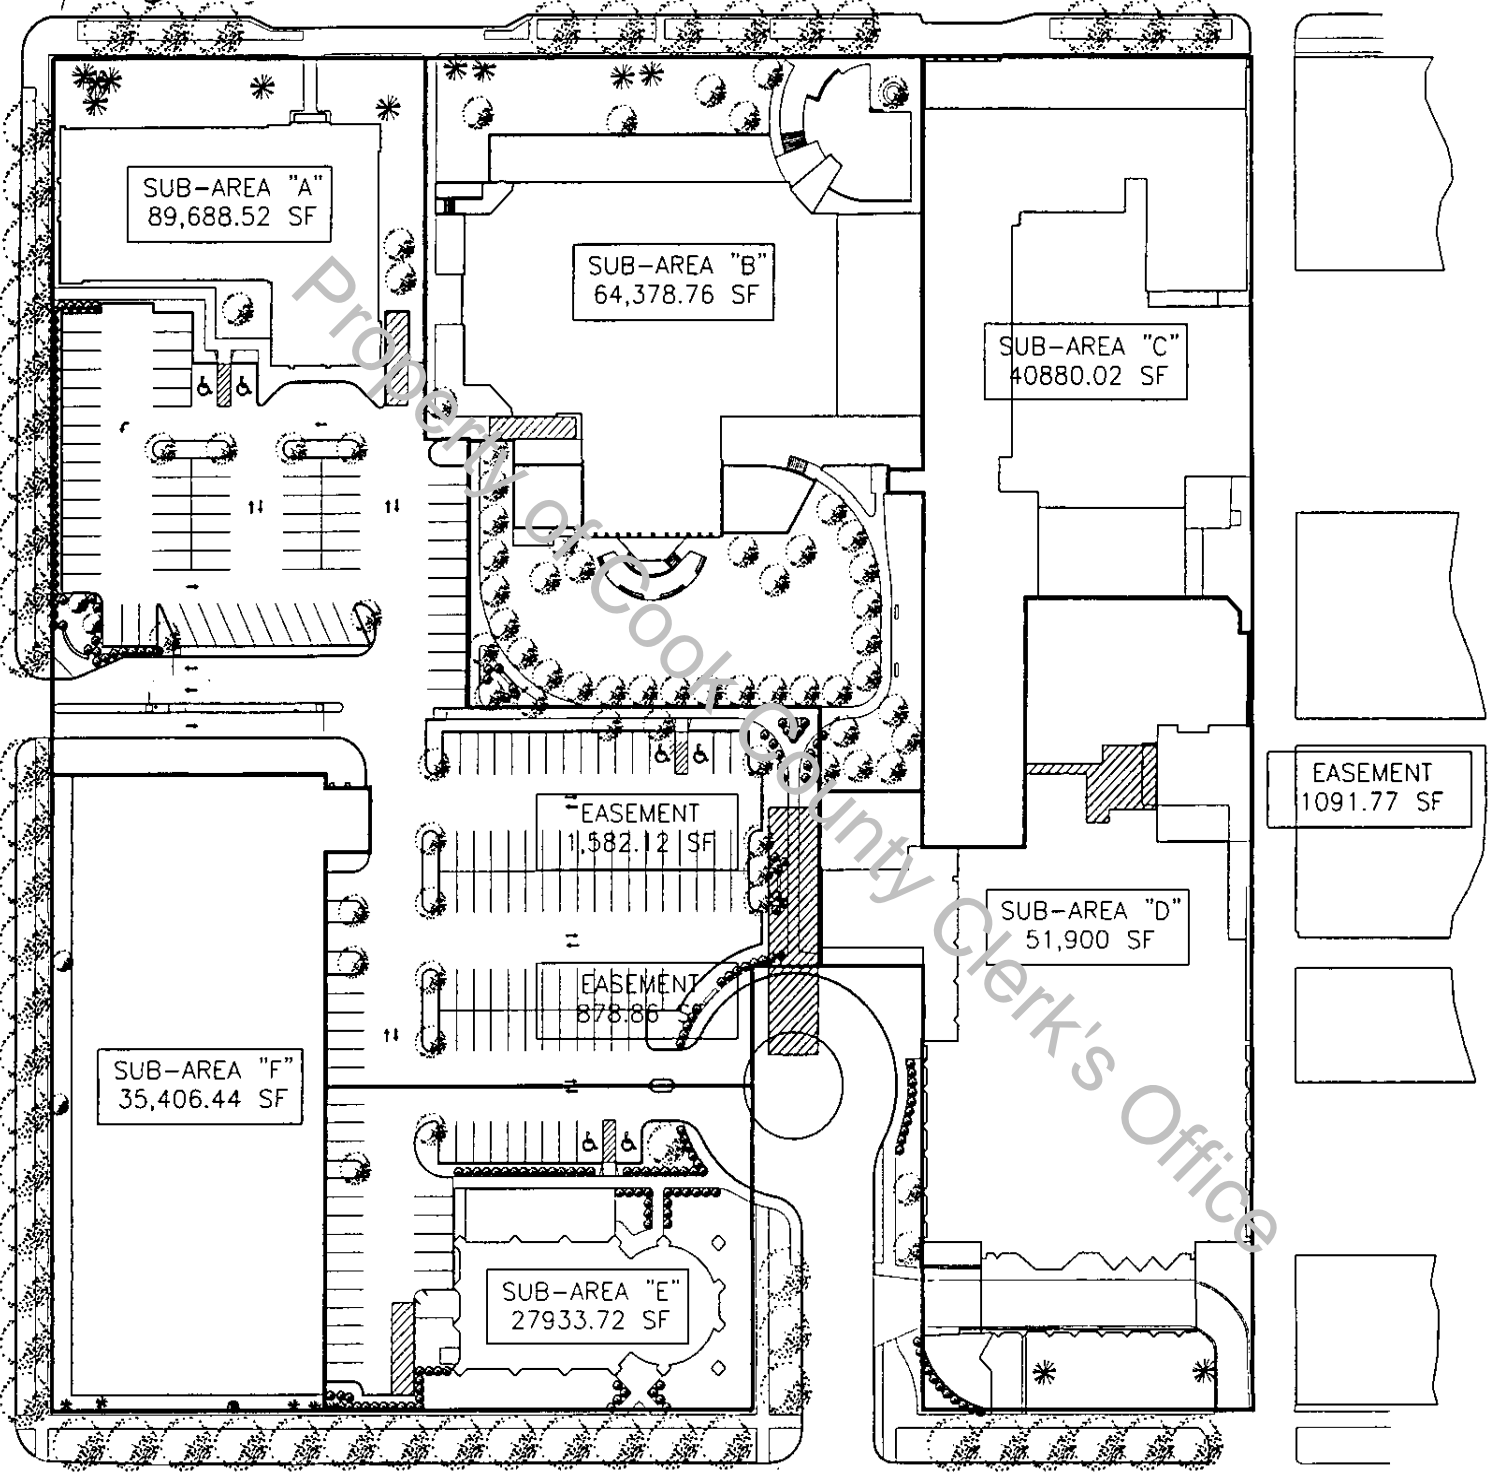 SUB-AREA "A"
89,688.52 SF
SUB-AREA "B"
64,378.76 SF
SUB-AREA "C"
40880.02 SF
EASEMENT
1091.77 SF
EASEMENT
1,582.12 SF
SUB-AREA "D"
51,900 SF
EASEMENT
878.86 SF
SUB-AREA "F"
35,406.44 SF
SUB-AREA "E"
27933.72 SF
Property of Cook County Clerk's Office